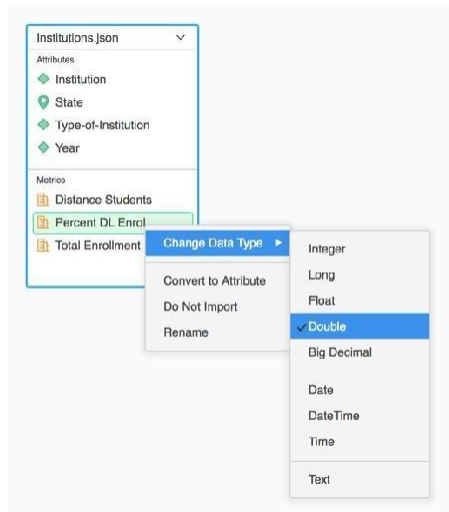 Institutions.json
Attributes
Institution
State
Type-of-Institution
Year
Metrics
Distance Students
Percent DL Enrol
Total Enrollment
Change Data Type
Convert to Attribute
Do Not Import
Rename
Integer
Long
Float
Double
Big Decimal
Date
DateTime
Time
Text